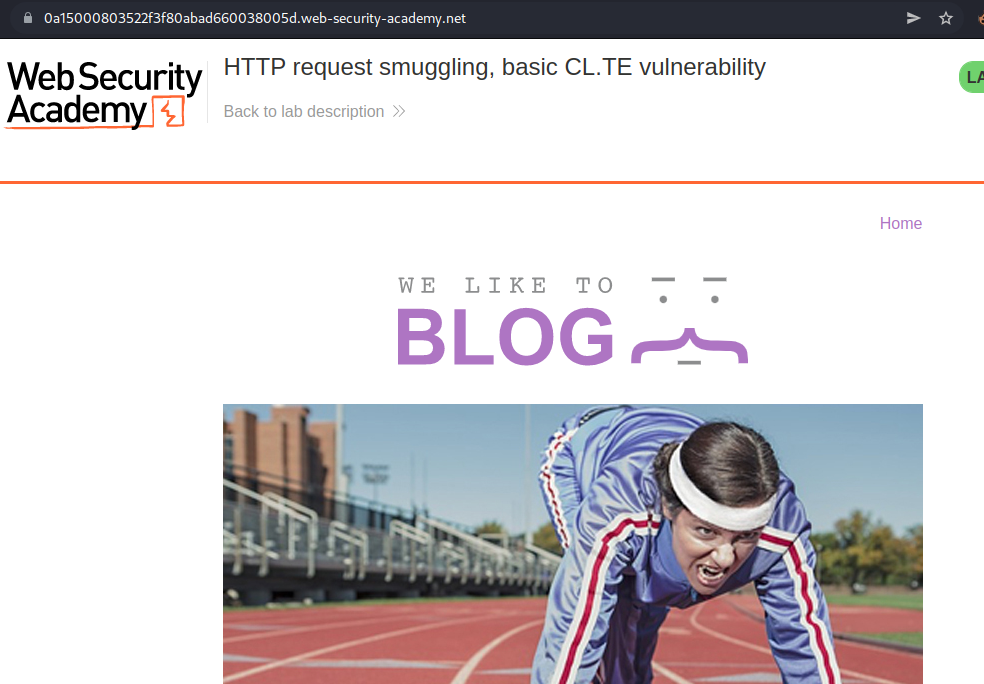 0a15000803522f3f80abad660038005d.web-security-academy.net
Web Security
Academy
HTTP request smuggling, basic CL.TE vulnerability
Back to lab description
LA
Home
WE LIKE TO
BLOG